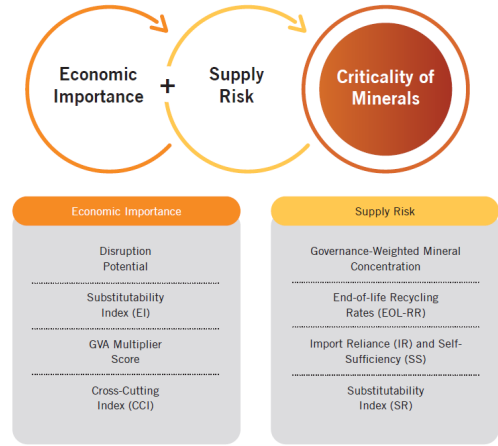 Economic
Importance
+
Supply
Risk
Criticality of
Minerals
Economic Importance
Disruption
Potential
Substitutability
Index (EI)
GVA Multiplier
Score
Cross-Cutting
Index (CCI)
Supply Risk
Governance-Weighted Mineral
Concentration
End-of-life Recycling
Rates (EOL-RR)
Import Reliance (IR) and Self-
Sufficiency (SS)
Substitutability
Index (SR)